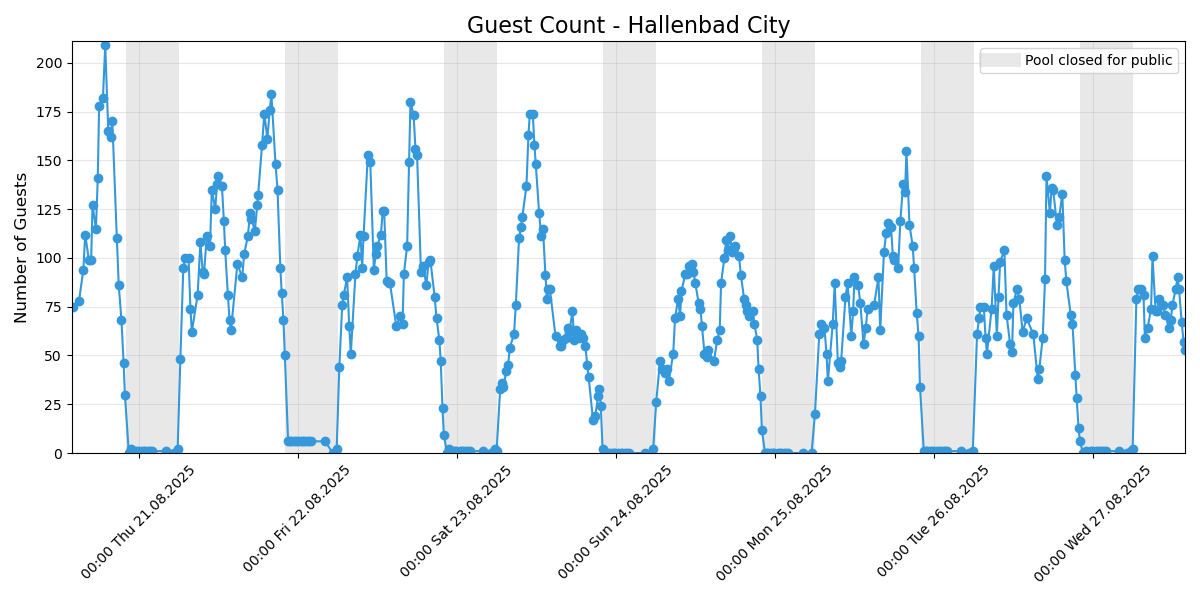 Guest Count - Hallenbad City
Pool closed for public
Number of Guests
200
175
150
125
100
75
50
25
0
00:00 Thu 21.08.2025
00:00 Fri 22.08.2025
00:00 Sat 23.08.2025
00:00 Sun 24.08.2025
00:00 Mon 25.08.2025
00:00 Tue 26.08.2025
00:00 Wed 27.08.2025